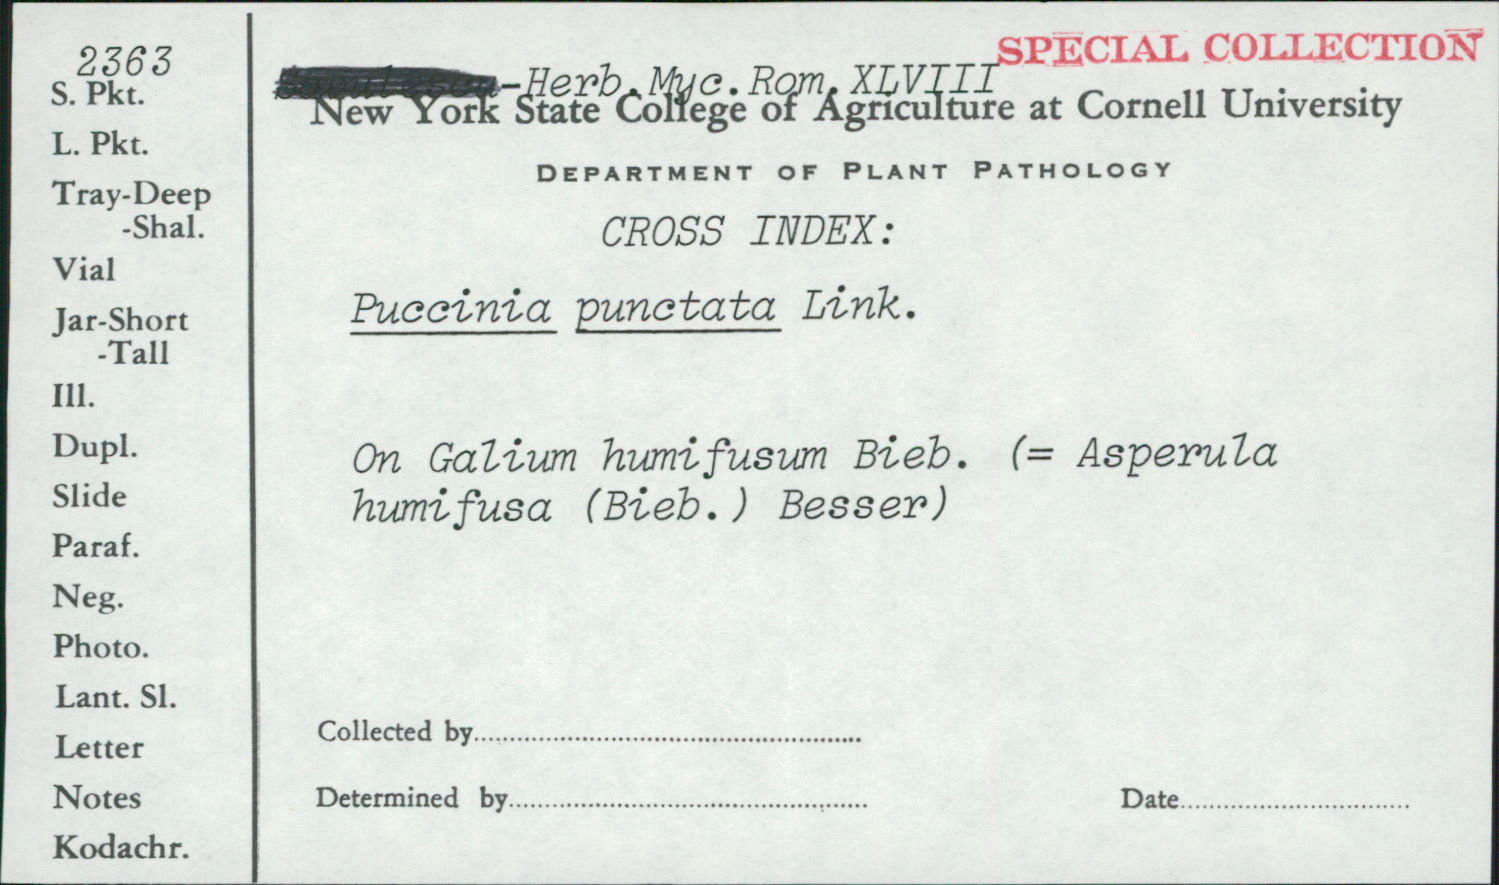 2363
S. Pkt.
L. Pkt.
Tray-Deep
-Shal.
Vial
Jar-Short
-Tall
Ill.
Dupl.
Slide
Paraf.
Neg.
Photo.
Lant. Sl.
Letter
Notes
Kodachr.
SPECIAL COLLECTION
-Herb.Myc.Rom.XLVIII
New York State College of Agriculture at Cornell University
DEPARTMENT OF PLANT PATHOLOGY
CROSS INDEX:
Puccinia punctata Link.
On Galium humifusum Bieb. (= Asperula
humifusa (Bieb.) Besser)
Collected by
Determined by
Date